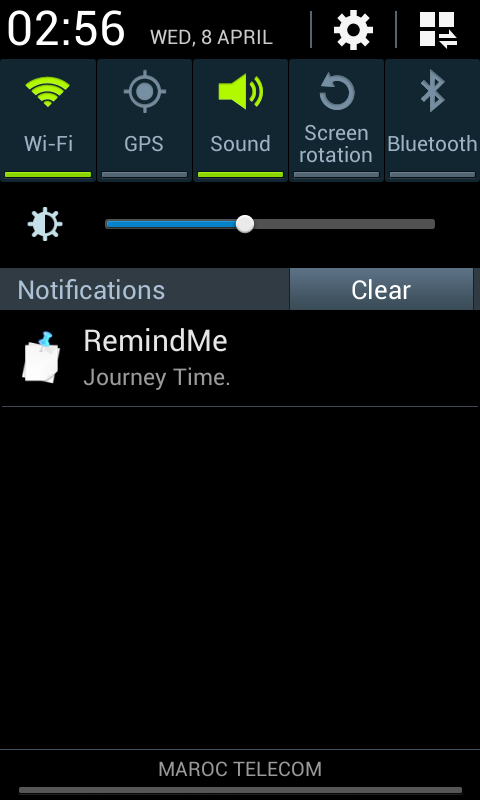 02:56 WED, 8 APRIL
Wi-Fi GPS Sound Screen rotation Bluetooth
Notifications Clear
RemindMe
Journey Time.
MAROC TELECOM